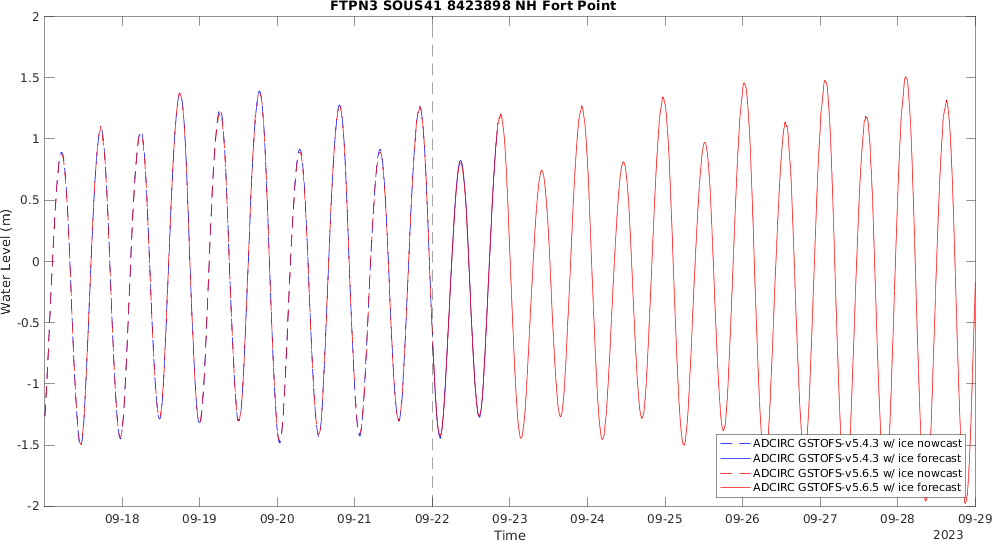 FTPN3 SOUS41 8423898 NH Fort Point
2
1.5
1
0.5
0
-0.5
-1
-1.5
-2
Water Level (m)
ADCIRC GSTOFS-v5.4.3 w/ ice nowcast
ADCIRC GSTOFS-v5.4.3 w/ ice forecast
ADCIRC GSTOFS-v5.6.5 w/ ice nowcast
ADCIRC GSTOFS-v5.6.5 w/ ice forecast
09-18 09-19 09-20 09-21 09-22 09-23 09-24 09-25 09-26 09-27 09-28 09-29
Time
2023